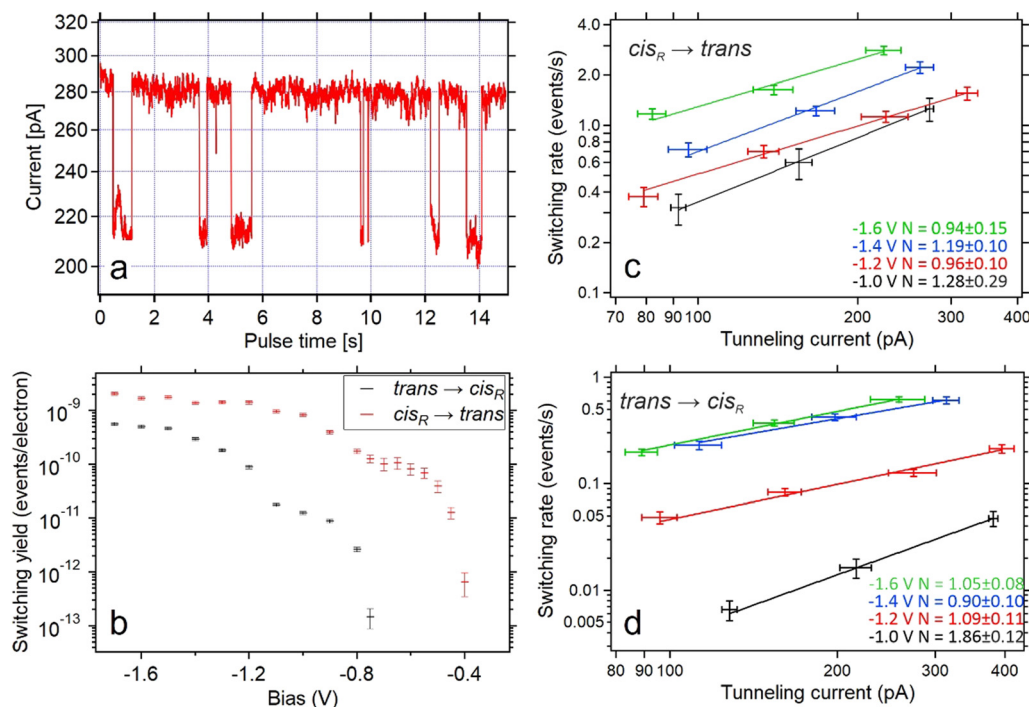 320
300
280
260
240
220
200
Current [pA]
a
0 2 4 6 8 10 12 14
Pulse time [s]
4.0
2.0
1.0
0.8
0.6
0.4
0.2
0.1
Switching rate (events/s)
cis_R → trans
-1.6 V N = 0.94±0.15
-1.4 V N = 1.19±0.10
-1.2 V N = 0.96±0.10
-1.0 V N = 1.28±0.29
c
70 80 90 100 200 300 400
Tunneling current (pA)
10⁻⁹
10⁻¹⁰
10⁻¹¹
10⁻¹²
10⁻¹³
Switching yield (events/electron)
trans → cis_R
cis_R → trans
b
-1.6 -1.2 -0.8 -0.4
Bias (V)
1
0.5
0.1
0.05
0.01
0.005
Switching rate (events/s)
trans → cis_R
-1.6 V N = 1.05±0.08
-1.4 V N = 0.90±0.10
-1.2 V N = 1.09±0.11
-1.0 V N = 1.86±0.12
d
80 100 200 300 400
Tunneling current (pA)